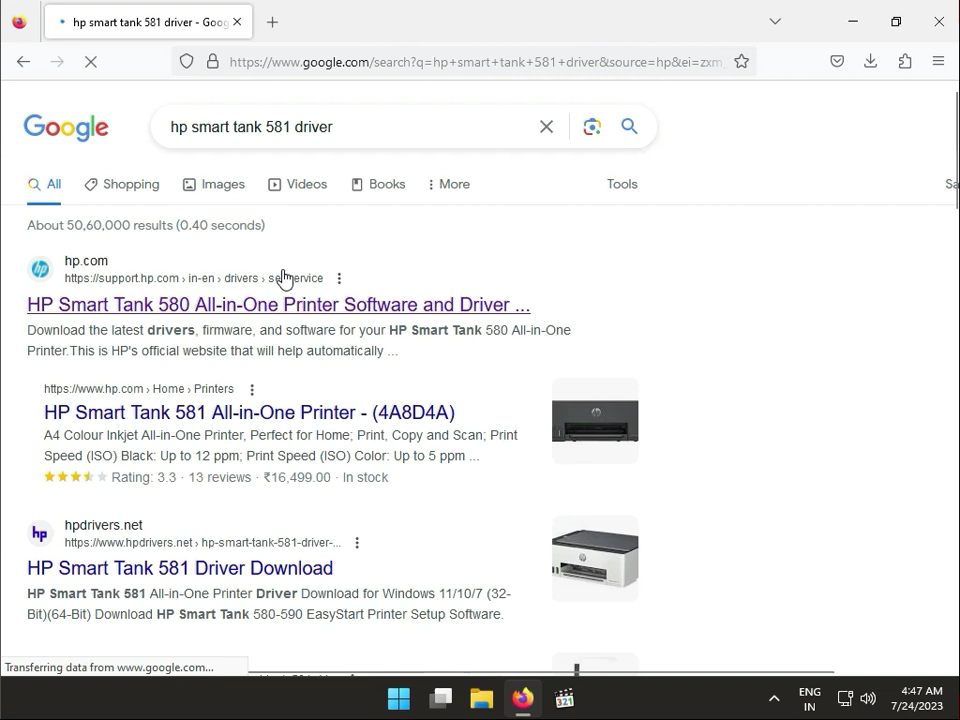 hp smart tank 581 driver - Goog
https://www.google.com/search?q=hp+smart+tank+581+driver&source=hp&ei=zxm
Google
hp smart tank 581 driver
All
Shopping
Images
Videos
Books
More
Tools
Sa
About 50,60,000 results (0.40 seconds)
hp
hp.com
https://support.hp.com › in-en › drivers › selfservice
HP Smart Tank 580 All-in-One Printer Software and Driver ...
Download the latest drivers, firmware, and software for your HP Smart Tank 580 All-in-One
Printer.This is HP's official website that will help automatically ...
https://www.hp.com › Home › Printers
HP Smart Tank 581 All-in-One Printer - (4A8D4A)
A4 Colour Inkjet All-in-One Printer, Perfect for Home; Print, Copy and Scan; Print
Speed (ISO) Black: Up to 12 ppm; Print Speed (ISO) Color: Up to 5 ppm ...
Rating: 3.3 · 13 reviews · ₹16,499.00 · In stock
hp
hpdrivers.net
https://www.hpdrivers.net › hp-smart-tank-581-driver-...
HP Smart Tank 581 Driver Download
HP Smart Tank 581 All-in-One Printer Driver Download for Windows 11/10/7 (32-
Bit)(64-Bit) Download HP Smart Tank 580-590 EasyStart Printer Setup Software.
Transferring data from www.google.com...
ENG
IN
4:47 AM
7/24/2023